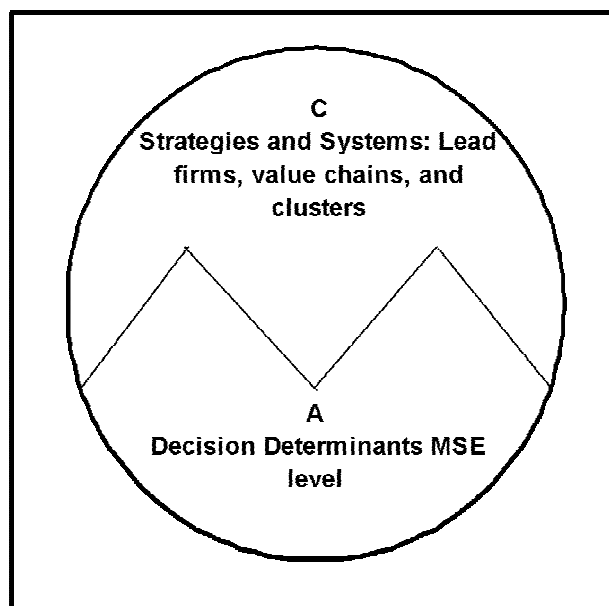 C
Strategies and Systems: Lead
firms, value chains, and
clusters
A
Decision Determinants MSE
level